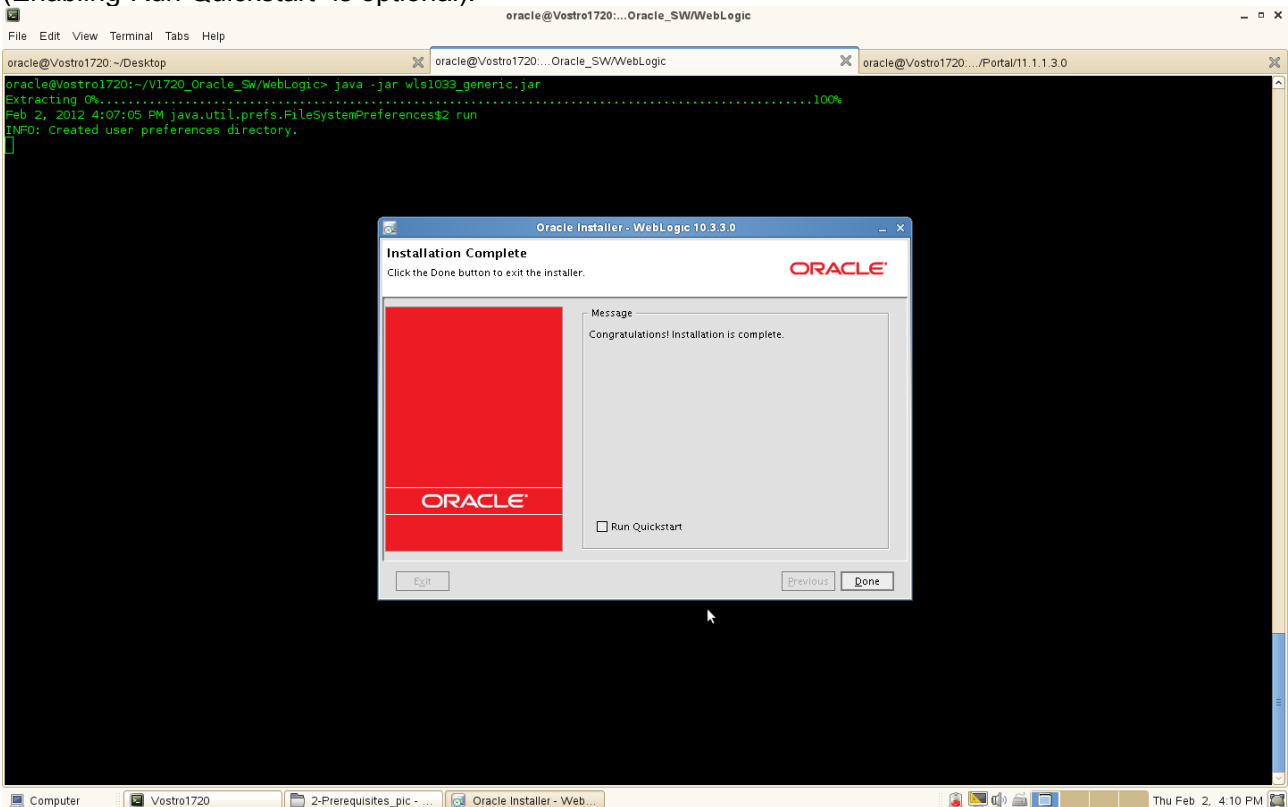 (Enabling 'Run Quickstart' is optional).
oracle@Vostro1720:...Oracle_SW/WebLogic
File Edit View Terminal Tabs Help
oracle@Vostro1720:~/Desktop
oracle@Vostro1720:...Oracle_SW/WebLogic
oracle@Vostro1720:.../Portal/11.1.1.3.0
oracle@Vostro1720:~/V1720_Oracle_SW/WebLogic> java -jar wls1033_generic.jar
Extracting 0%....................................................................................................100%
Feb 2, 2012 4:07:05 PM java.util.prefs.FileSystemPreferences$2 run
INFO: Created user preferences directory.
Oracle Installer - WebLogic 10.3.3.0
Installation Complete
Click the Done button to exit the installer.
ORACLE
Message
Congratulations! Installation is complete.
ORACLE
Run Quickstart
Exit
Previous
Done
Computer
Vostro1720
2-Prerequisites_pic - ...
Oracle Installer - Web...
Thu Feb 2, 4:10 PM